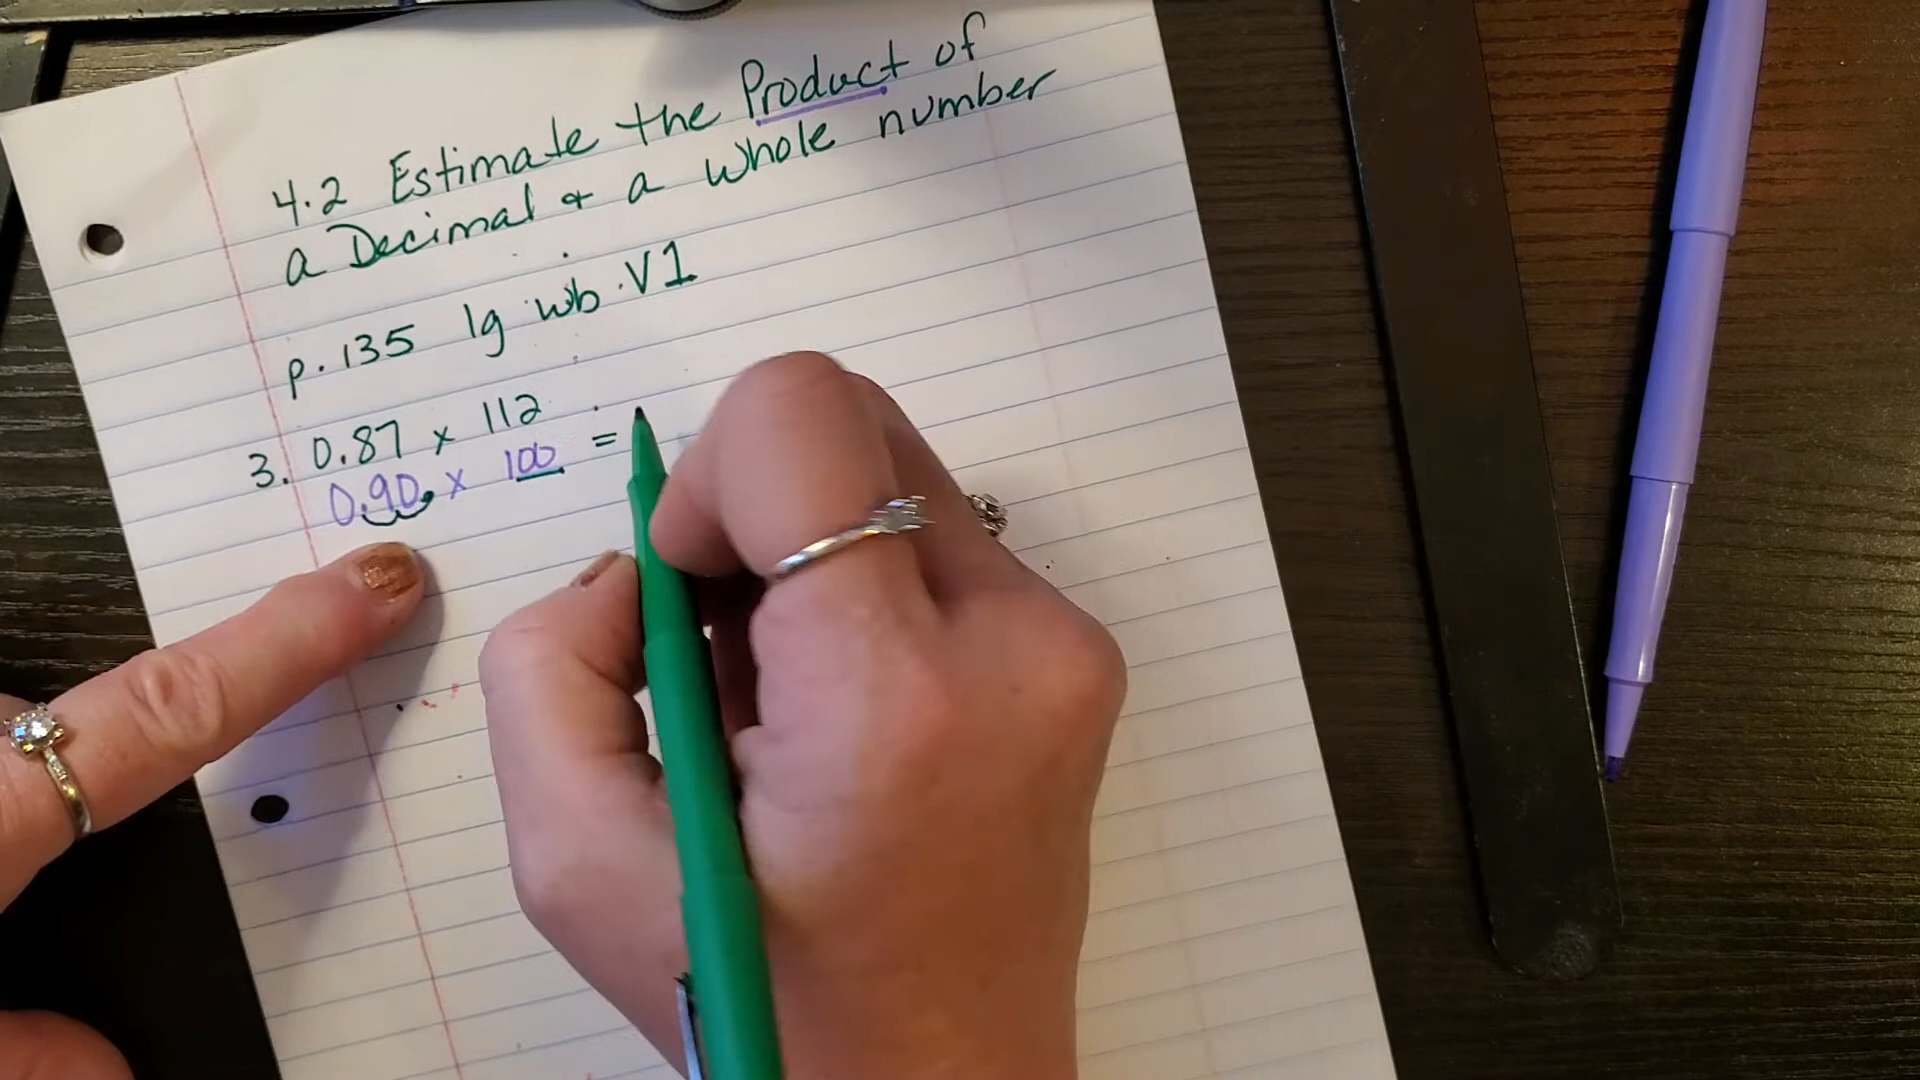 4.2 Estimate the Product of
a Decimal + a whole number
p. 135 lg wb. V1
3. 0.87 x 112
0.90. x 100 =